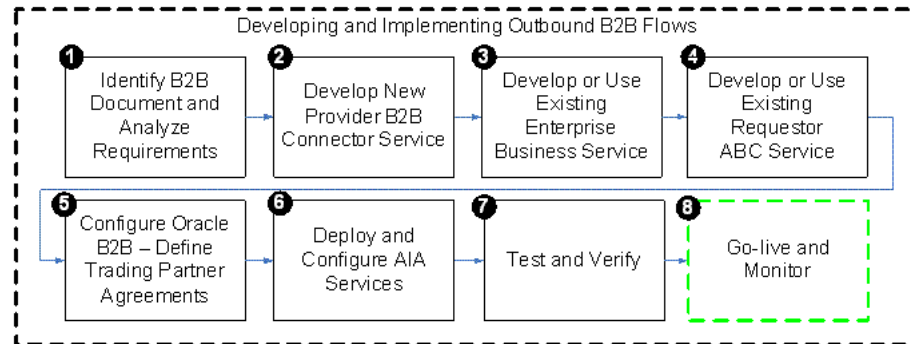 Developing and Implementing Outbound B2B Flows
1
Identify B2B
Document and
Analyze
Requirements
2
Develop New
Provider B2B
Connector Service
3
Develop or Use
Existing
Enterprise
Business Service
4
Develop or Use
Existing
Requestor
ABC Service
5
Configure Oracle
B2B – Define
Trading Partner
Agreements
6
Deploy and
Configure AIA
Services
7
Test and Verify
8
Go-live and
Monitor